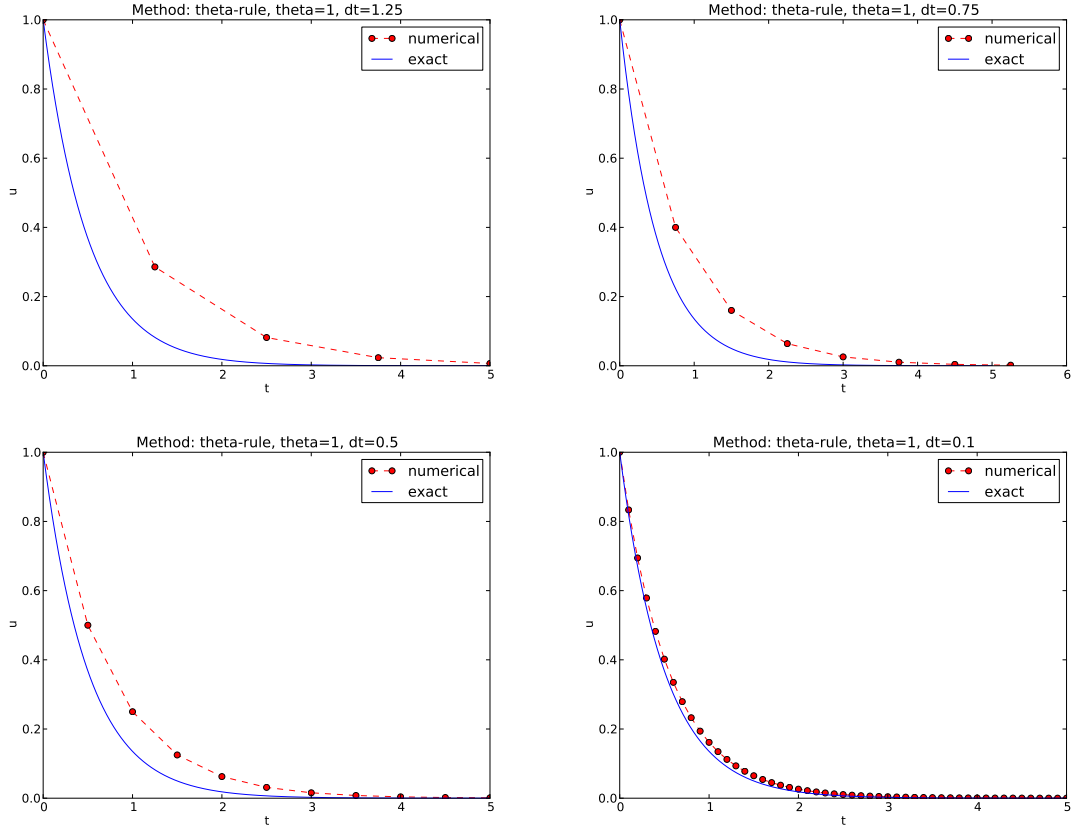 Method: theta-rule, theta=1, dt=1.25
1.0
0.8
0.6
0.4
0.2
0.0
u
numerical
exact
0 1 2 3 4 5
t
Method: theta-rule, theta=1, dt=0.75
1.0
0.8
0.6
0.4
0.2
0.0
u
numerical
exact
0 1 2 3 4 5 6
t
Method: theta-rule, theta=1, dt=0.5
1.0
0.8
0.6
0.4
0.2
0.0
u
numerical
exact
0 1 2 3 4 5
t
Method: theta-rule, theta=1, dt=0.1
1.0
0.8
0.6
0.4
0.2
0.0
u
numerical
exact
0 1 2 3 4 5
t